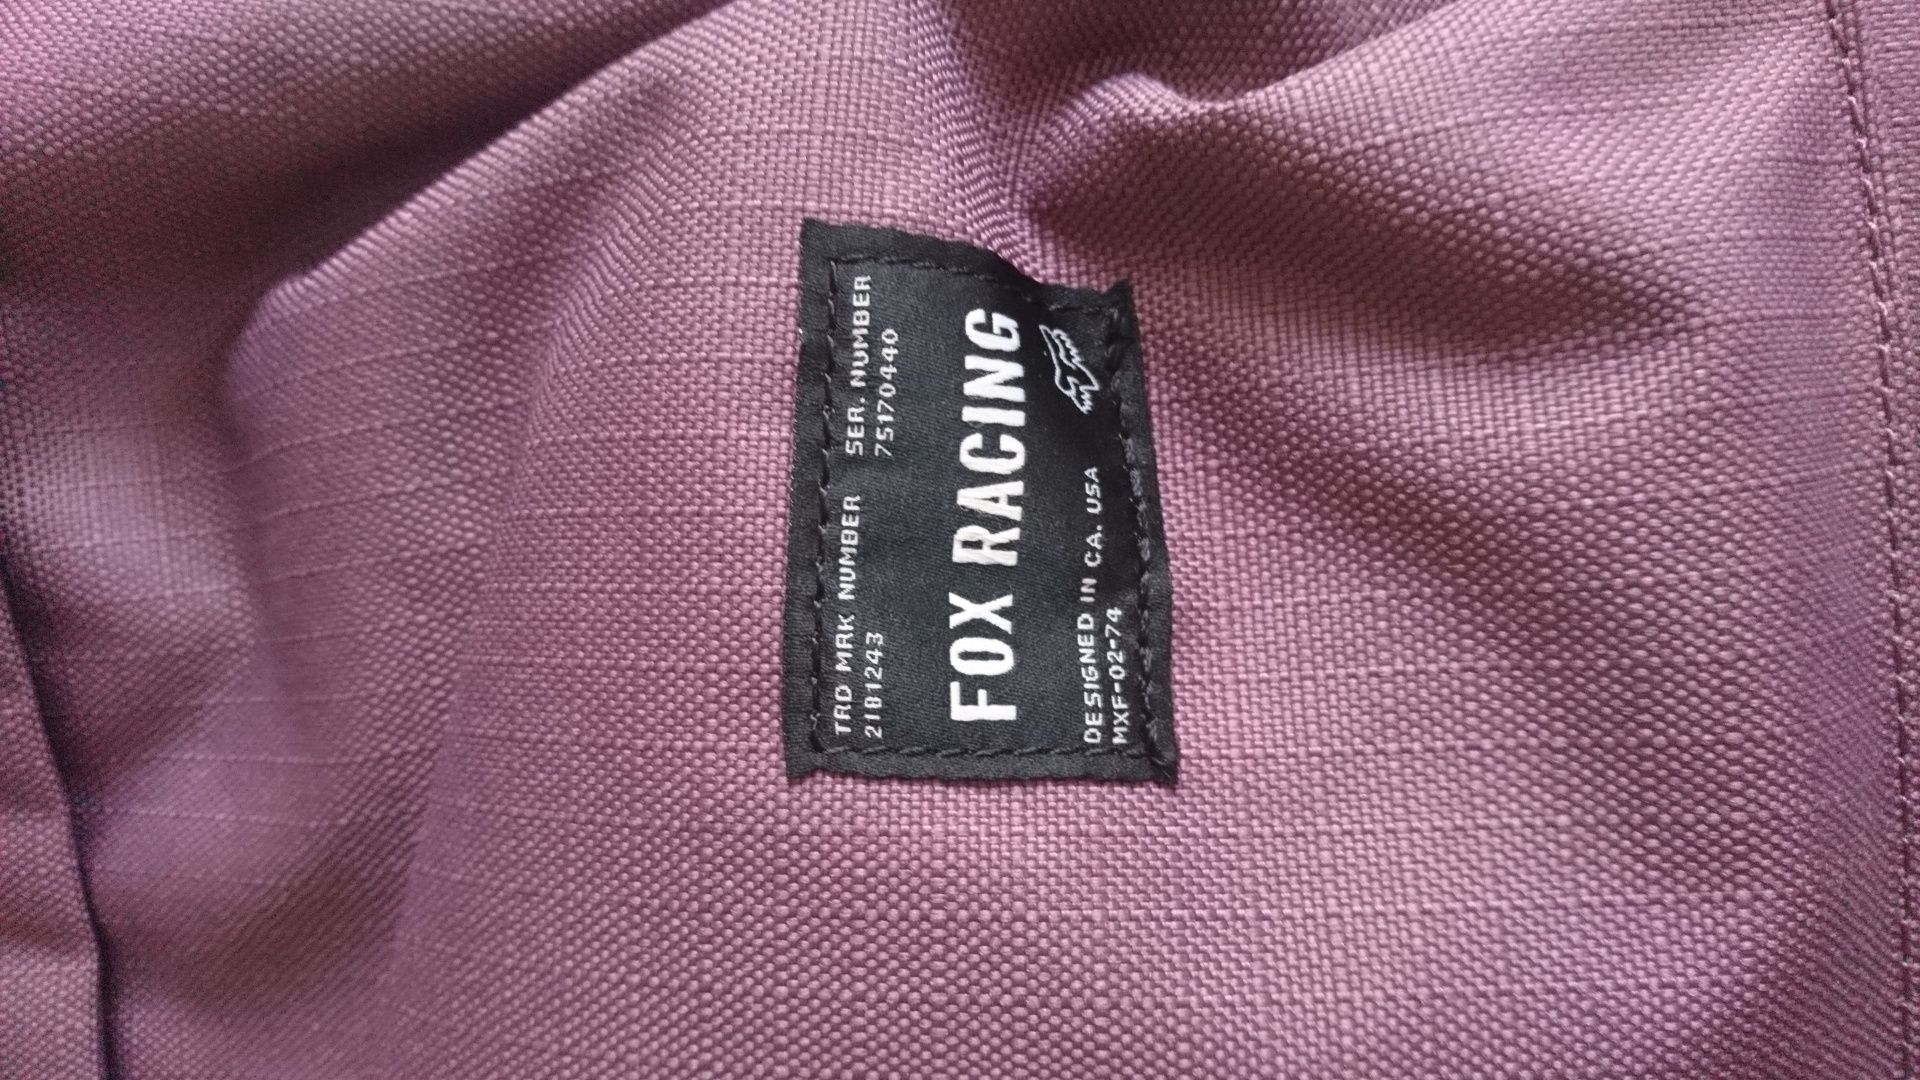 TRD MRK NUMBER SER. NUMBER
2181243 75170440
FOX RACING
DESIGNED IN CA. USA
MXF-02-74